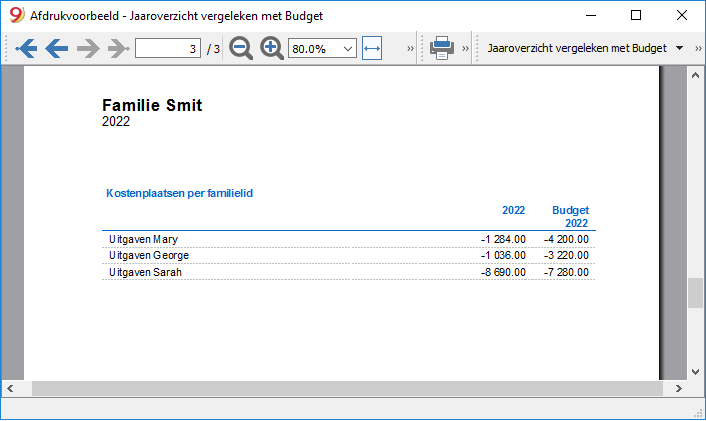 Afdrukvoorbeeld - Jaaroverzicht vergeleken met Budget
3 / 3 80.0% Jaaroverzicht vergeleken met Budget
Familie Smit
2022
Kostenplaatsen per familielid
2022 Budget
2022
Uitgaven Mary -1 284.00 -4 200.00
Uitgaven George -1 036.00 -3 220.00
Uitgaven Sarah -8 690.00 -7 280.00